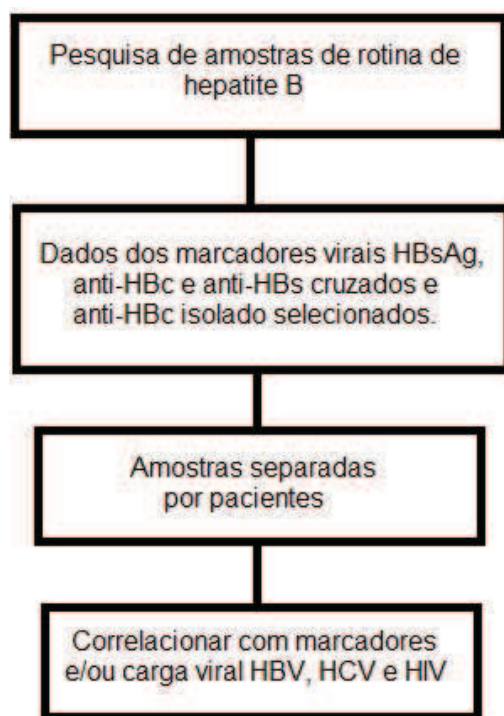 Pesquisa de amostras de rotina de
hepatite B
Dados dos marcadores virais HBsAg,
anti-HBc e anti-HBs cruzados e
anti-HBc isolado selecionados.
Amostras separadas
por pacientes
Correlacionar com marcadores
e/ou carga viral HBV, HCV e HIV